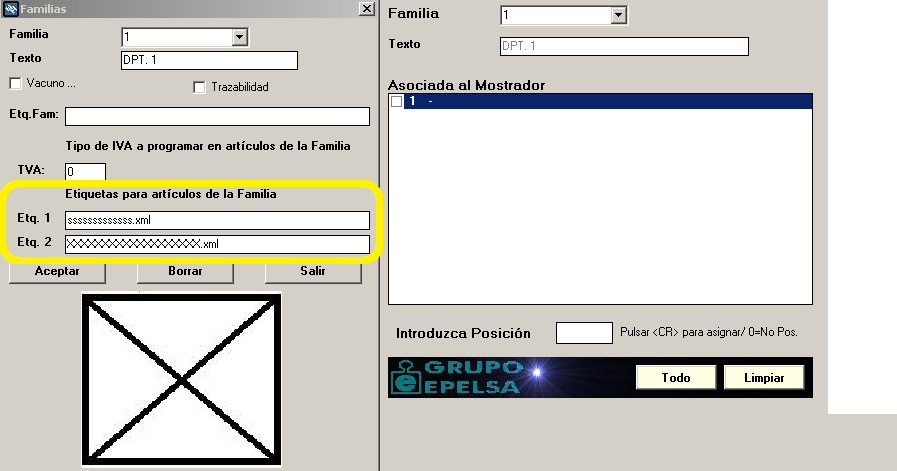 Familias
Familia
1
Texto
DPT. 1
Vacuno ...
Trazabilidad
Etq.Fam:
Tipo de IVA a programar en artículos de la Familia
TVA:
0
Etiquetas para artículos de la Familia
Etq. 1
sssssssssssss.xml
Etq. 2
XXXXXXXXXXXXXXXXXX.xml
Aceptar
Borrar
Salir
Familia
1
Texto
DPT. 1
Asociada al Mostrador
1 -
Introduzca Posición
Pulsar <CR> para asignar/ 0=No Pos.
GRUPO
EPELSA
Todo
Limpiar